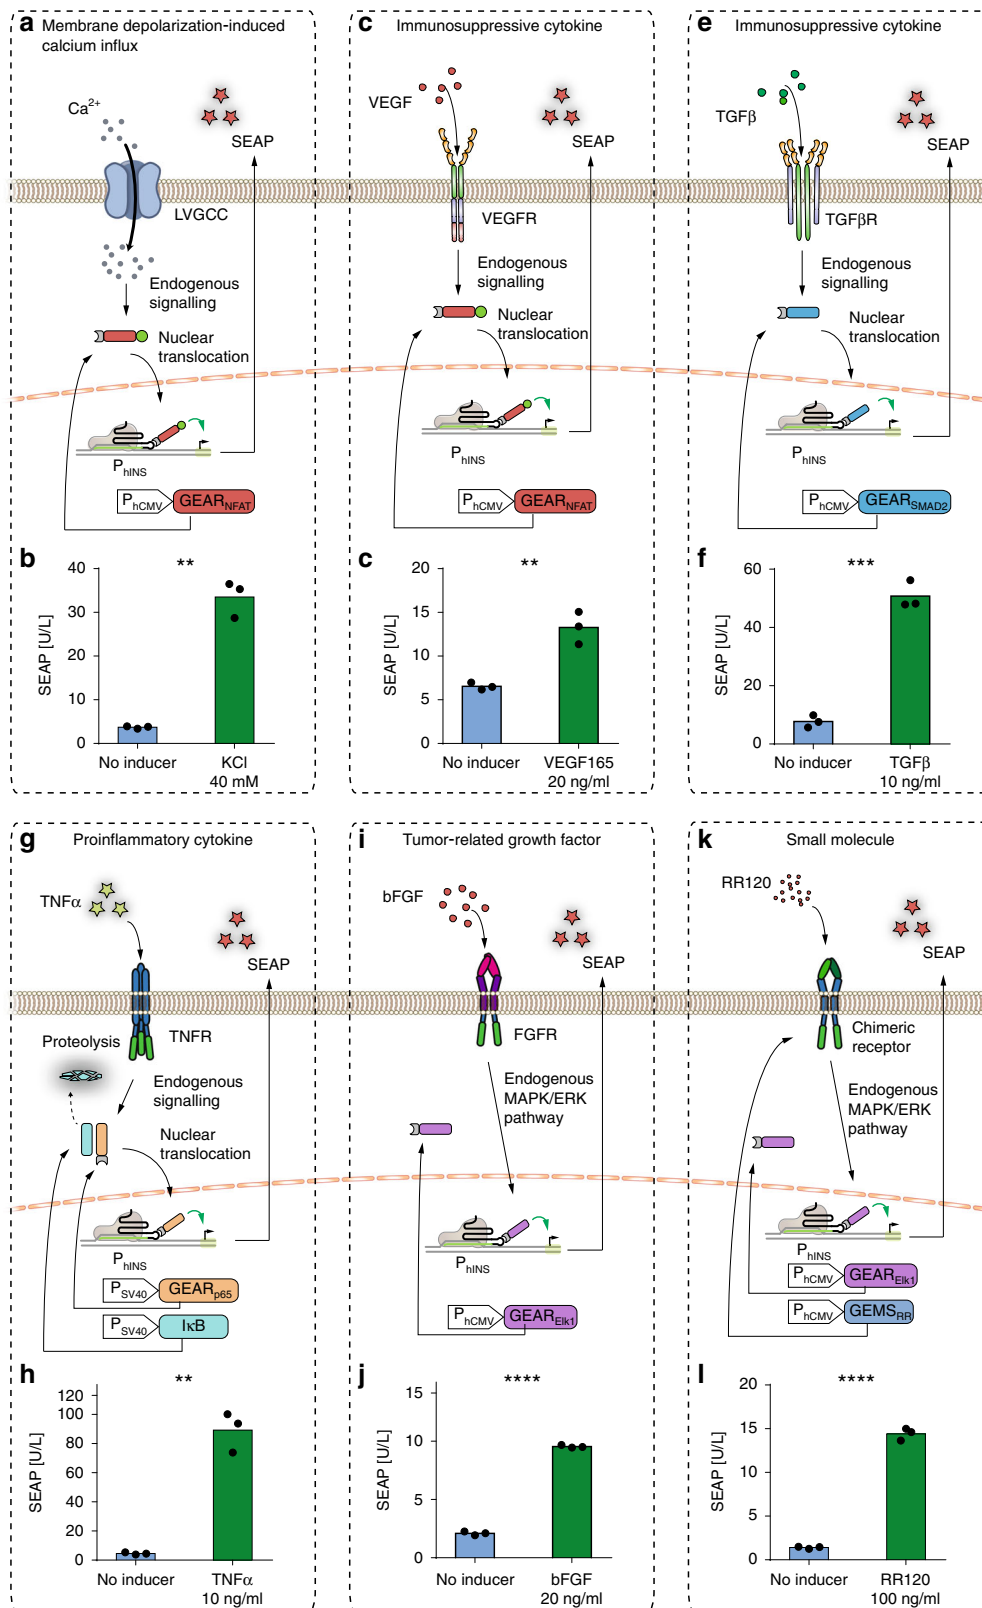 a Membrane depolarization-induced
calcium influx
Ca2+
SEAP
LVGCC
Endogenous
signalling
Nuclear
translocation
PhINS
PhCMV
GEARNFAT
b
**
SEAP [U/L]
40
30
20
10
0
No inducer
KCl
40 mM
c Immunosuppressive cytokine
VEGF
SEAP
VEGFR
Endogenous
signalling
Nuclear
translocation
PhINS
PhCMV
GEARNFAT
c
**
SEAP [U/L]
20
15
10
5
0
No inducer
VEGF165
20 ng/ml
e Immunosuppressive cytokine
TGFβ
SEAP
TGFβR
Endogenous
signalling
Nuclear
translocation
PhINS
PhCMV
GEARSMAD2
f
***
SEAP [U/L]
60
40
20
0
No inducer
TGFβ
10 ng/ml
g Proinflammatory cytokine
TNFα
SEAP
TNFR
Proteolysis
Endogenous
signalling
Nuclear
translocation
PhINS
PSV40
GEARp65
PSV40
IκB
h
**
SEAP [U/L]
120
100
80
60
40
20
0
No inducer
TNFα
10 ng/ml
i Tumor-related growth factor
bFGF
SEAP
FGFR
Endogenous
MAPK/ERK
pathway
PhINS
PhCMV
GEARElk1
j
****
SEAP [U/L]
15
10
5
0
No inducer
bFGF
20 ng/ml
k Small molecule
RR120
SEAP
Chimeric
receptor
Endogenous
MAPK/ERK
pathway
PhINS
PhCMV
GEARElk1
PhCMV
GEMSRR
l
****
SEAP [U/L]
20
15
10
5
0
No inducer
RR120
100 ng/ml